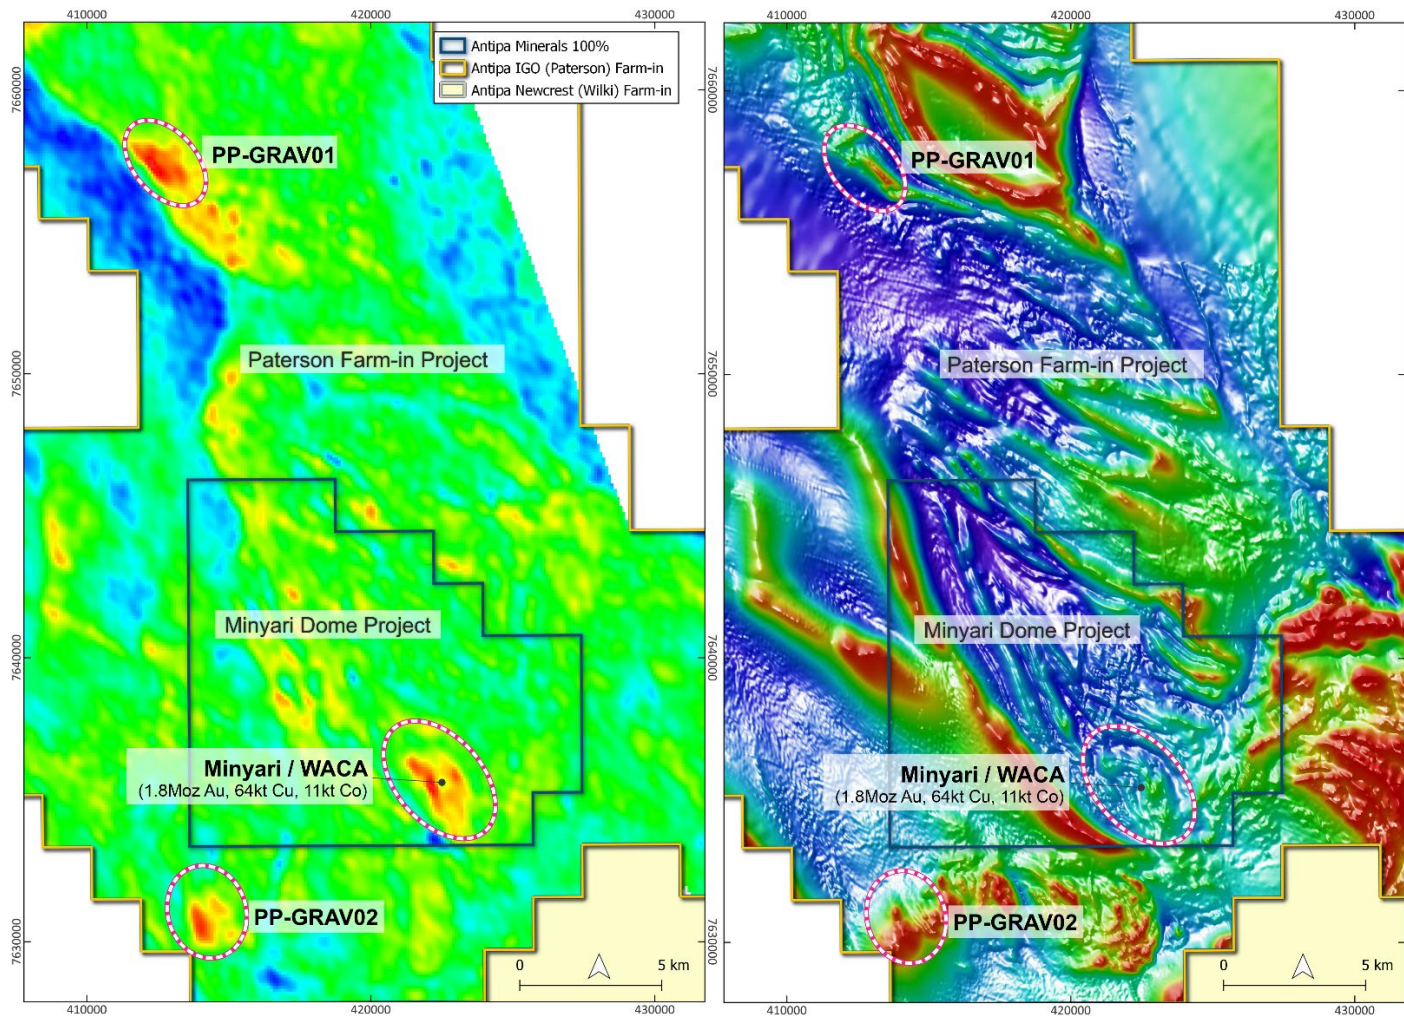 410000
420000
430000
Antipa Minerals 100%
Antipa IGO (Paterson) Farm-in
Antipa Newcrest (Wilki) Farm-in
7660000
7650000
7640000
7630000
PP-GRAV01
Paterson Farm-in Project
Minyari Dome Project
Minyari / WACA
(1.8Moz Au, 64kt Cu, 11kt Co)
PP-GRAV02
0
5 km
410000
420000
430000
410000
420000
430000
7660000
7650000
7640000
7630000
PP-GRAV01
Paterson Farm-in Project
Minyari Dome Project
Minyari / WACA
(1.8Moz Au, 64kt Cu, 11kt Co)
PP-GRAV02
0
5 km
410000
420000
430000